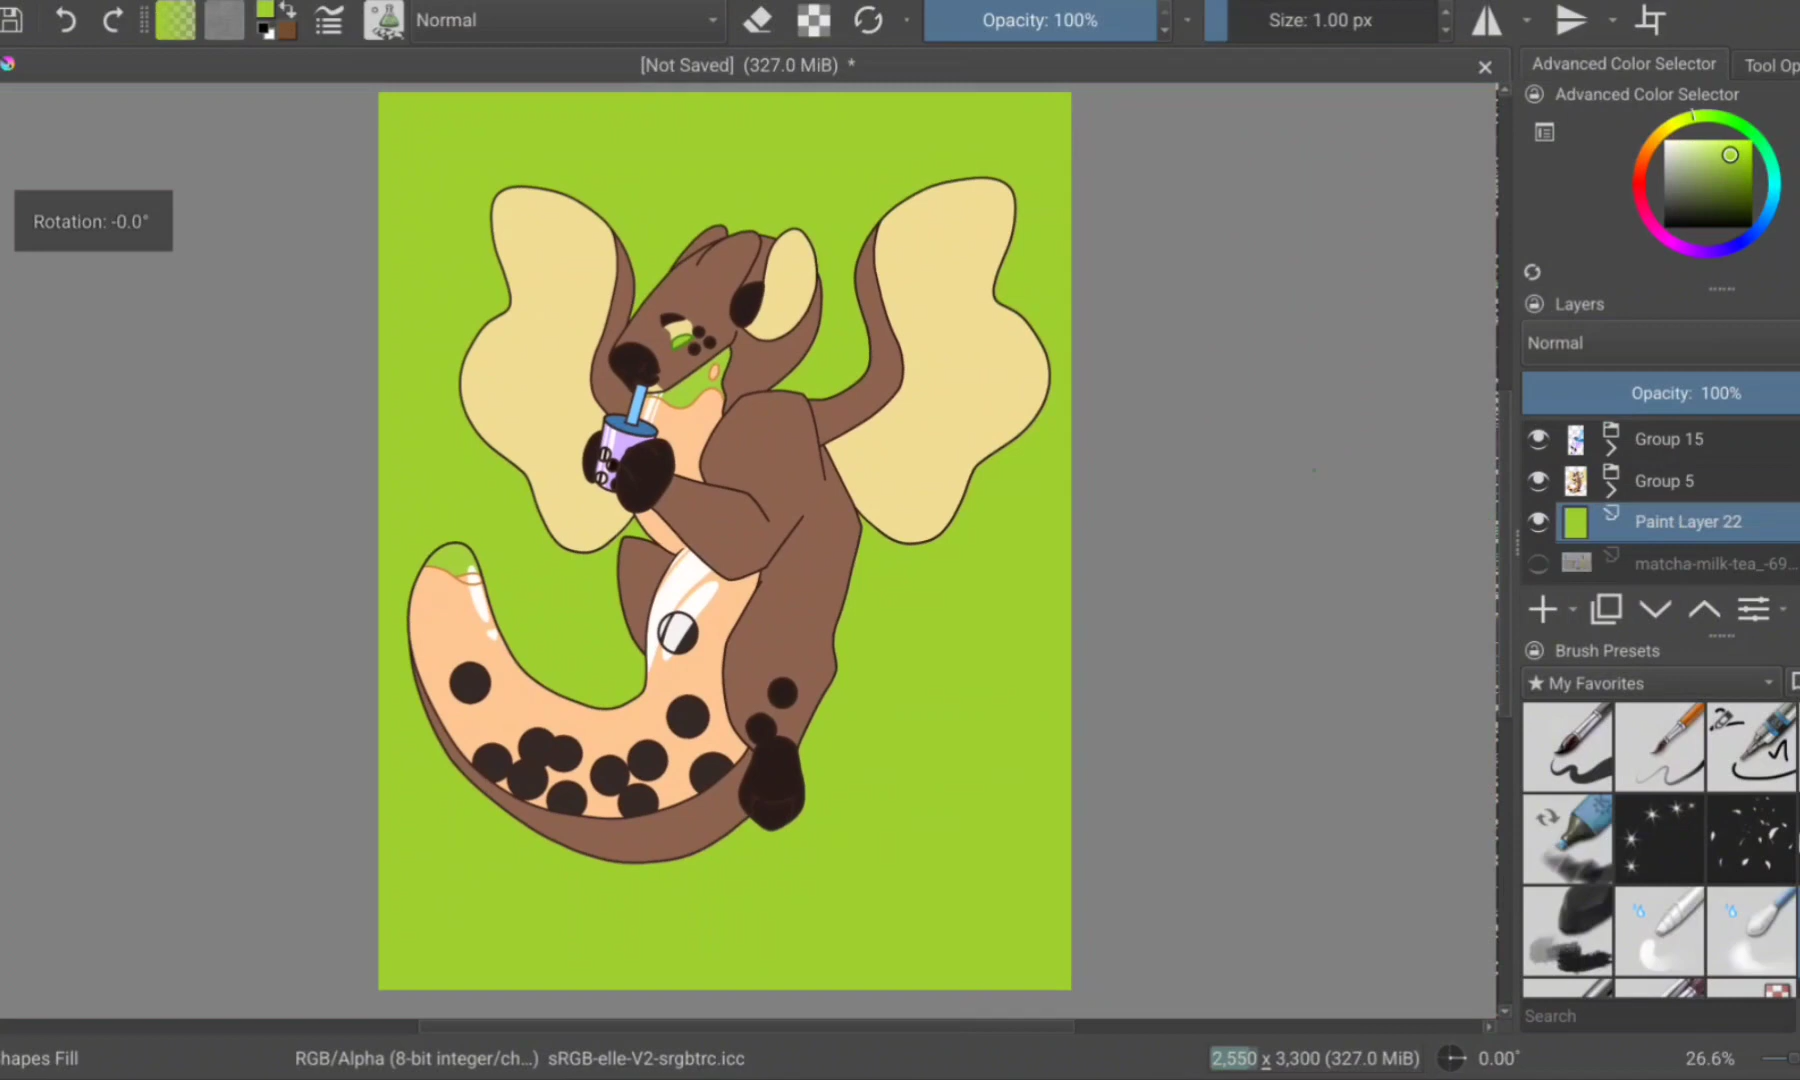 Normal
Opacity: 100%
Size: 1.00 px
[Not Saved] (327.0 MiB) *
Advanced Color Selector
Tool Op
Advanced Color Selector
Rotation: -0.0°
Layers
Normal
Opacity: 100%
Group 15
Group 5
Paint Layer 22
matcha-milk-tea_-69...
Brush Presets
★ My Favorites
Search
hapes Fill
RGB/Alpha (8-bit integer/ch...) sRGB-elle-V2-srgbtrc.icc
2,550 x 3,300 (327.0 MiB)
0.00°
26.6%